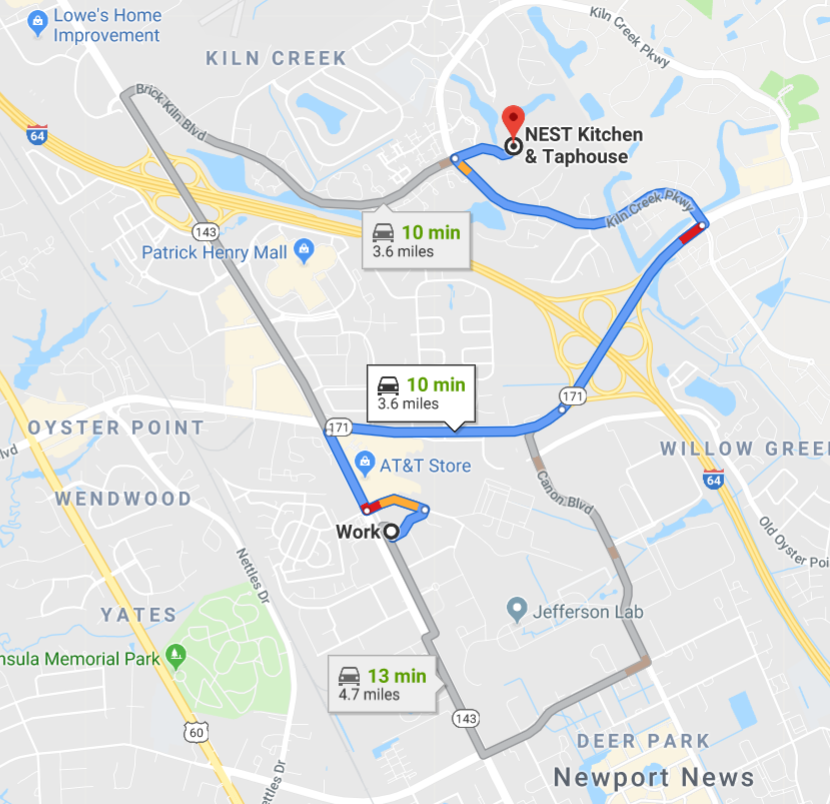 Lowe's Home
Improvement
KILN CREEK
Kiln Creek Pkwy
Brick Kiln Blvd
64
NEST Kitchen
& Taphouse
Kiln Creek Pkwy
143
10 min
3.6 miles
Patrick Henry Mall
10 min
3.6 miles
171
171
OYSTER POINT
lvd
AT&T Store
WILLOW GREE
64
WENDWOOD
Canon Blvd
Work
Old Oyster Poi
Nettles Dr
YATES
Jefferson Lab
nsula Memorial Park
13 min
4.7 miles
143
60
DEER PARK
Newport News
ettles Dr